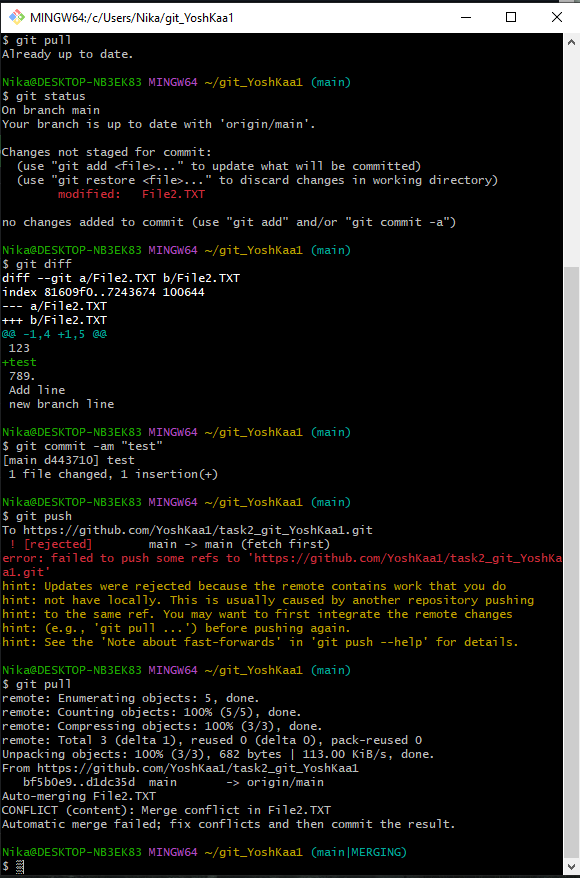 MINGW64:/c/Users/Nika/git_YoshKaa1
$ git pull
Already up to date.
Nika@DESKTOP-NB3EK83 MINGW64 ~/git_YoshKaa1 (main)
$ git status
On branch main
Your branch is up to date with 'origin/main'.
Changes not staged for commit:
  (use "git add <file>..." to update what will be committed)
  (use "git restore <file>..." to discard changes in working directory)
        modified:   File2.TXT
no changes added to commit (use "git add" and/or "git commit -a")
Nika@DESKTOP-NB3EK83 MINGW64 ~/git_YoshKaa1 (main)
$ git diff
diff --git a/File2.TXT b/File2.TXT
index 81609f0..7243674 100644
--- a/File2.TXT
+++ b/File2.TXT
@@ -1,4 +1,5 @@
 123
+test
 789.
 Add line
 new branch line
Nika@DESKTOP-NB3EK83 MINGW64 ~/git_YoshKaa1 (main)
$ git commit -am "test"
[main d443710] test
 1 file changed, 1 insertion(+)
Nika@DESKTOP-NB3EK83 MINGW64 ~/git_YoshKaa1 (main)
$ git push
To https://github.com/YoshKaa1/task2_git_YoshKaa1.git
 ! [rejected]        main -> main (fetch first)
error: failed to push some refs to 'https://github.com/YoshKaa1/task2_git_YoshKa
a1.git'
hint: Updates were rejected because the remote contains work that you do
hint: not have locally. This is usually caused by another repository pushing
hint: to the same ref. You may want to first integrate the remote changes
hint: (e.g., 'git pull ...') before pushing again.
hint: See the 'Note about fast-forwards' in 'git push --help' for details.
Nika@DESKTOP-NB3EK83 MINGW64 ~/git_YoshKaa1 (main)
$ git pull
remote: Enumerating objects: 5, done.
remote: Counting objects: 100% (5/5), done.
remote: Compressing objects: 100% (3/3), done.
remote: Total 3 (delta 1), reused 0 (delta 0), pack-reused 0
Unpacking objects: 100% (3/3), 682 bytes | 113.00 KiB/s, done.
From https://github.com/YoshKaa1/task2_git_YoshKaa1
   bf5b0e9..d1dc35d  main       -> origin/main
Auto-merging File2.TXT
CONFLICT (content): Merge conflict in File2.TXT
Automatic merge failed; fix conflicts and then commit the result.
Nika@DESKTOP-NB3EK83 MINGW64 ~/git_YoshKaa1 (main|MERGING)
$